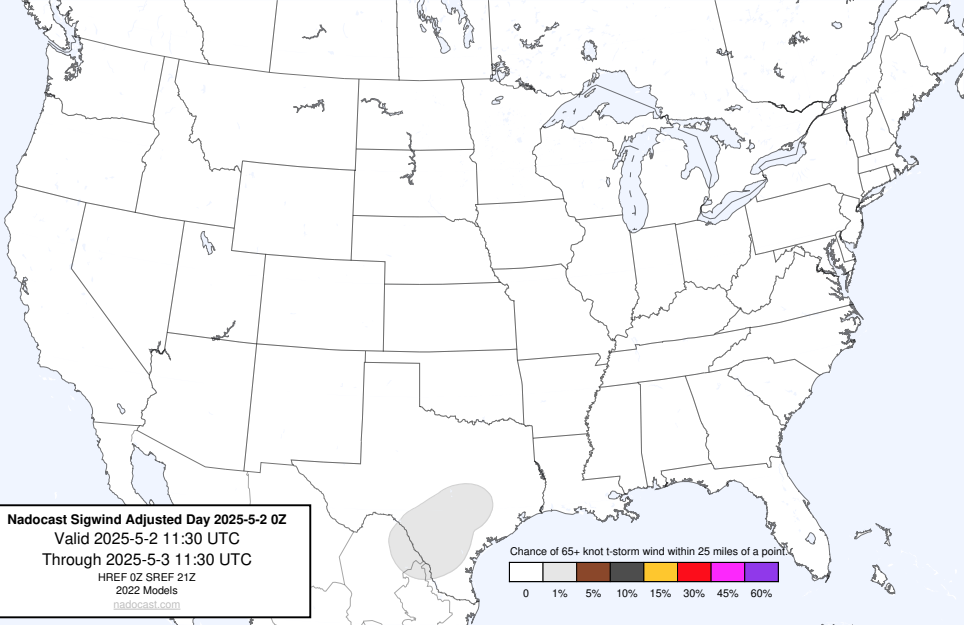 Nadocast Sigwind Adjusted Day 2025-5-2 0Z
Valid 2025-5-2 11:30 UTC
Through 2025-5-3 11:30 UTC
HREF 0Z SREF 21Z
2022 Models
nadocast.com
Chance of 65+ knot t-storm wind within 25 miles of a point.
0 1% 5% 10% 15% 30% 45% 60%